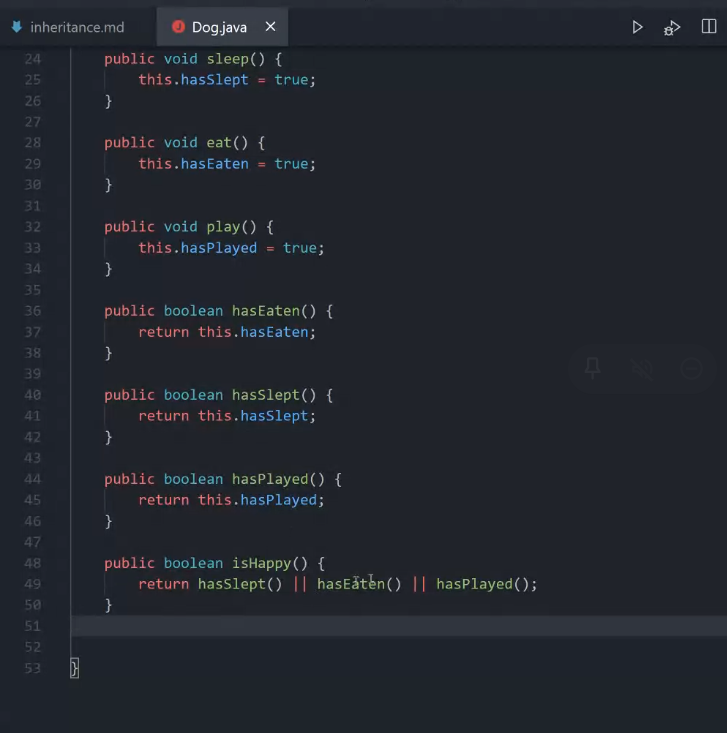 inheritance.md Dog.java
24 public void sleep() {
25 this.hasSlept = true;
26 }
27
28 public void eat() {
29 this.hasEaten = true;
30 }
31
32 public void play() {
33 this.hasPlayed = true;
34 }
35
36 public boolean hasEaten() {
37 return this.hasEaten;
38 }
39
40 public boolean hasSlept() {
41 return this.hasSlept;
42 }
43
44 public boolean hasPlayed() {
45 return this.hasPlayed;
46 }
47
48 public boolean isHappy() {
49 return hasSlept() || hasEaten() || hasPlayed();
50 }
51
52
53 }